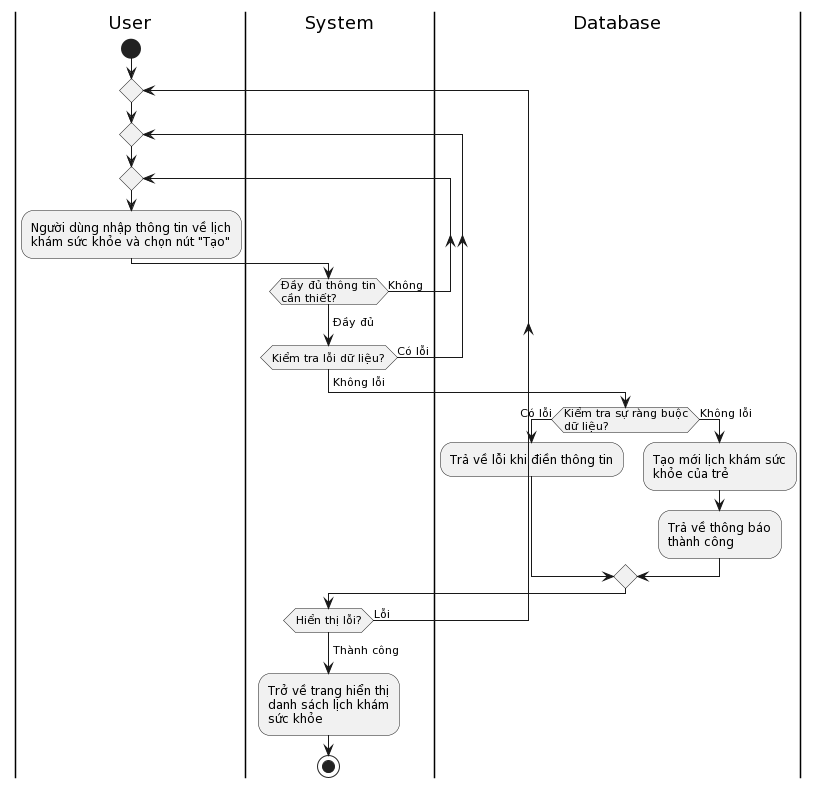 User
System
Database
Người dùng nhập thông tin về lịch
khám sức khỏe và chọn nút "Tạo"
Đầy đủ thông tin
cần thiết?
Không
Đầy đủ
Kiểm tra lỗi dữ liệu?
Có lỗi
Không lỗi
Có lỗi
Kiểm tra sự ràng buộc
dữ liệu?
Không lỗi
Trả về lỗi khi điền thông tin
Tạo mới lịch khám sức
khỏe của trẻ
Trả về thông báo
thành công
Hiển thị lỗi?
Lỗi
Thành công
Trở về trang hiển thị
danh sách lịch khám
sức khỏe